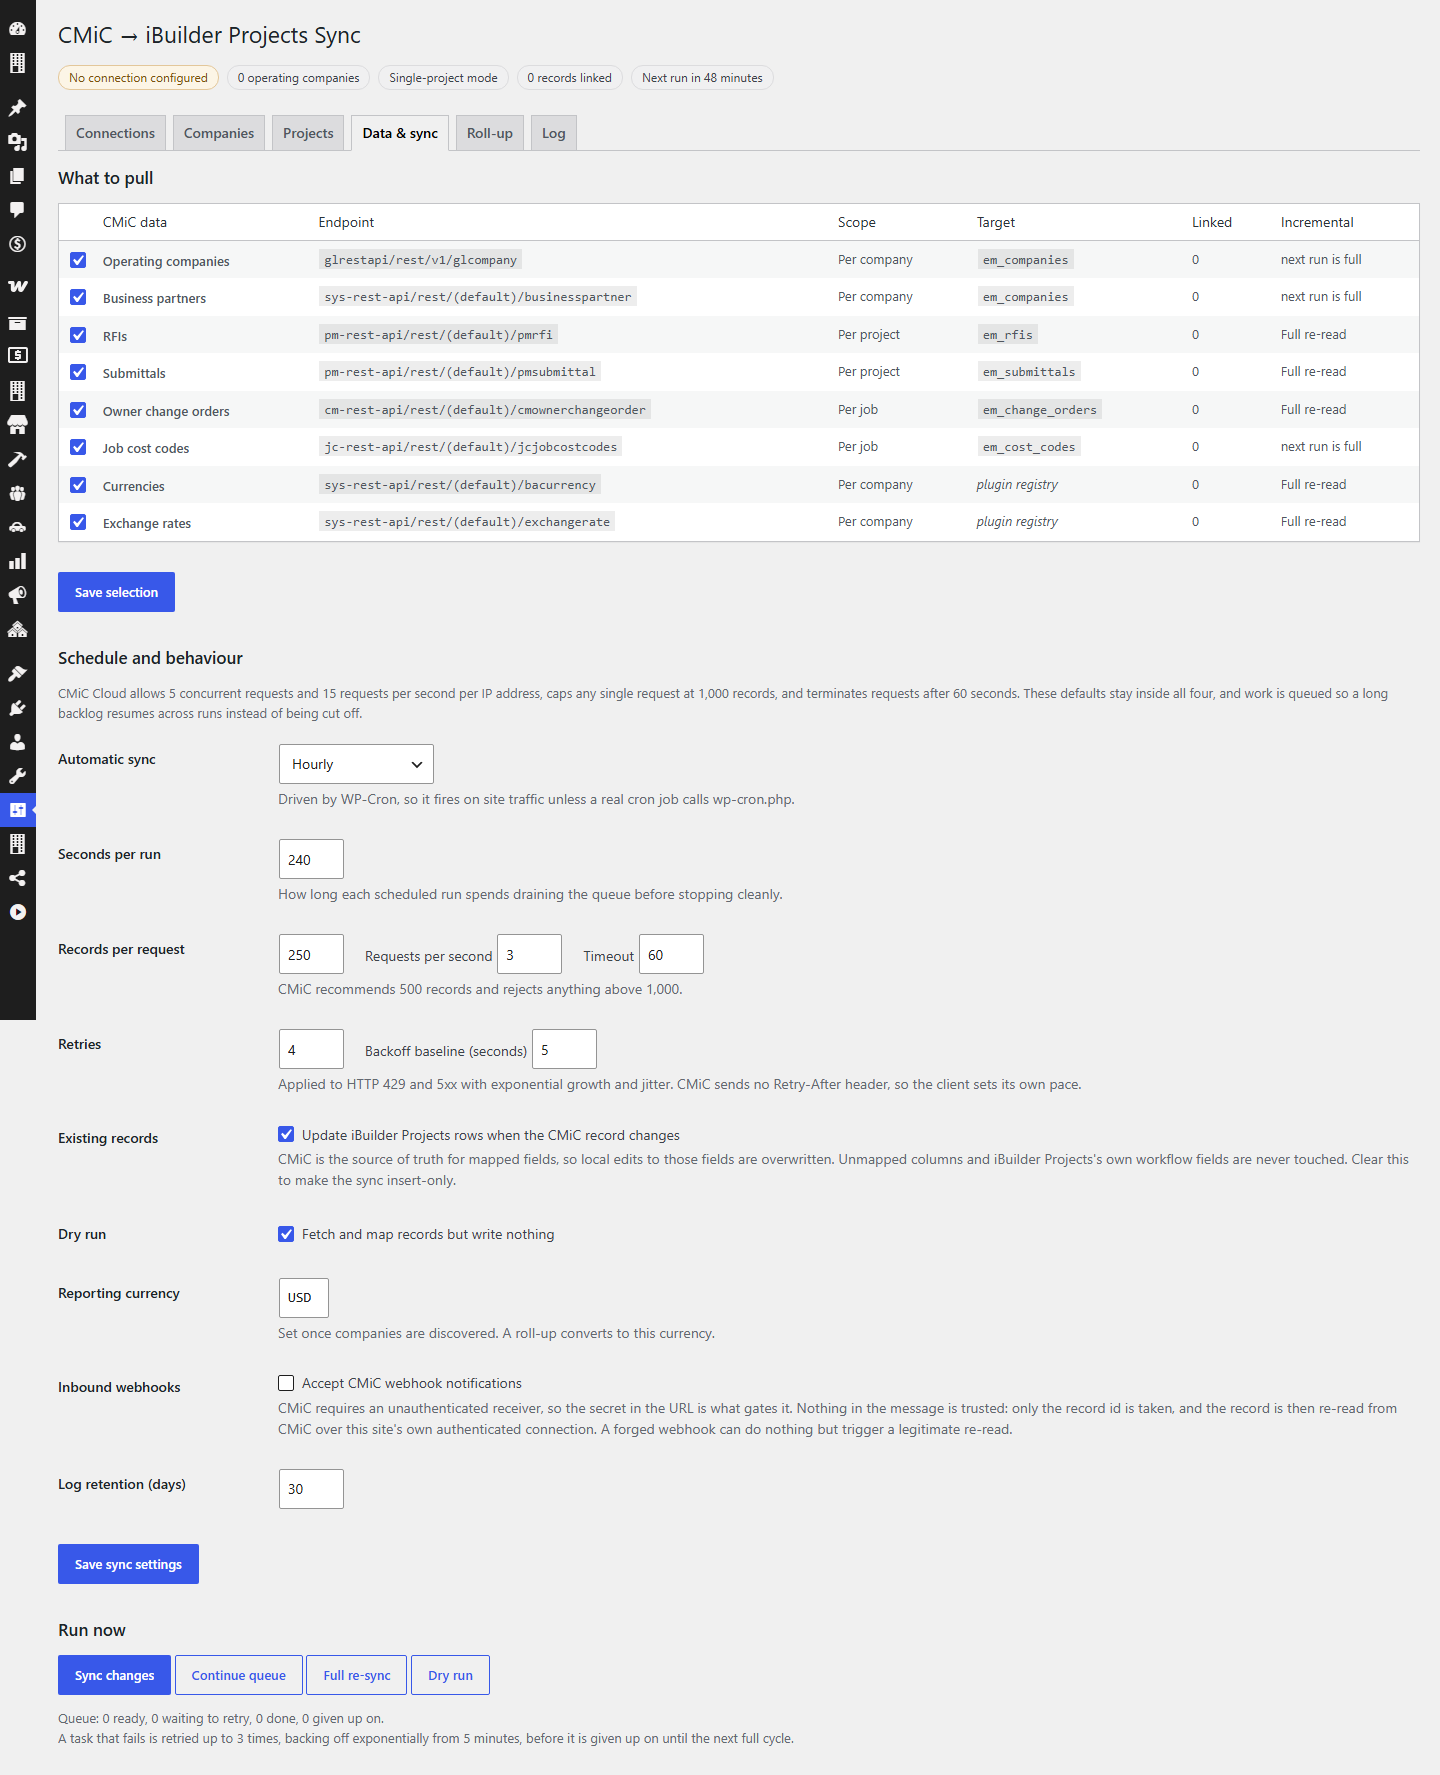 CMiC → iBuilder Projects Sync
No connection configured
0 operating companies
Single-project mode
0 records linked
Next run in 48 minutes
Connections
Companies
Projects
Data & sync
Roll-up
Log
What to pull
CMiC data Endpoint Scope Target Linked Incremental
Operating companies glrestapi/rest/v1/glcompany Per company em_companies 0 next run is full
Business partners sys-rest-api/rest/(default)/businesspartner Per company em_companies 0 next run is full
RFIs pm-rest-api/rest/(default)/pmrfi Per project em_rfis 0 Full re-read
Submittals pm-rest-api/rest/(default)/pmsubmittal Per project em_submittals 0 Full re-read
Owner change orders cm-rest-api/rest/(default)/cmownerchangeorder Per job em_change_orders 0 Full re-read
Job cost codes jc-rest-api/rest/(default)/jcjobcostcodes Per job em_cost_codes 0 next run is full
Currencies sys-rest-api/rest/(default)/bacurrency Per company plugin registry 0 Full re-read
Exchange rates sys-rest-api/rest/(default)/exchangerate Per company plugin registry 0 Full re-read
Save selection
Schedule and behaviour
CMiC Cloud allows 5 concurrent requests and 15 requests per second per IP address, caps any single request at 1,000 records, and terminates requests after 60 seconds. These defaults stay inside all four, and work is queued so a long
backlog resumes across runs instead of being cut off.
Automatic sync
Hourly
Driven by WP-Cron, so it fires on site traffic unless a real cron job calls wp-cron.php.
Seconds per run
240
How long each scheduled run spends draining the queue before stopping cleanly.
Records per request
250 Requests per second 3 Timeout 60
CMiC recommends 500 records and rejects anything above 1,000.
Retries
4 Backoff baseline (seconds) 5
Applied to HTTP 429 and 5xx with exponential growth and jitter. CMiC sends no Retry-After header, so the client sets its own pace.
Existing records
Update iBuilder Projects rows when the CMiC record changes
CMiC is the source of truth for mapped fields, so local edits to those fields are overwritten. Unmapped columns and iBuilder Projects's own workflow fields are never touched. Clear this
to make the sync insert-only.
Dry run
Fetch and map records but write nothing
Reporting currency
USD
Set once companies are discovered. A roll-up converts to this currency.
Inbound webhooks
Accept CMiC webhook notifications
CMiC requires an unauthenticated receiver, so the secret in the URL is what gates it. Nothing in the message is trusted: only the record id is taken, and the record is then re-read from
CMiC over this site's own authenticated connection. A forged webhook can do nothing but trigger a legitimate re-read.
Log retention (days)
30
Save sync settings
Run now
Sync changes
Continue queue
Full re-sync
Dry run
Queue: 0 ready, 0 waiting to retry, 0 done, 0 given up on.
A task that fails is retried up to 3 times, backing off exponentially from 5 minutes, before it is given up on until the next full cycle.